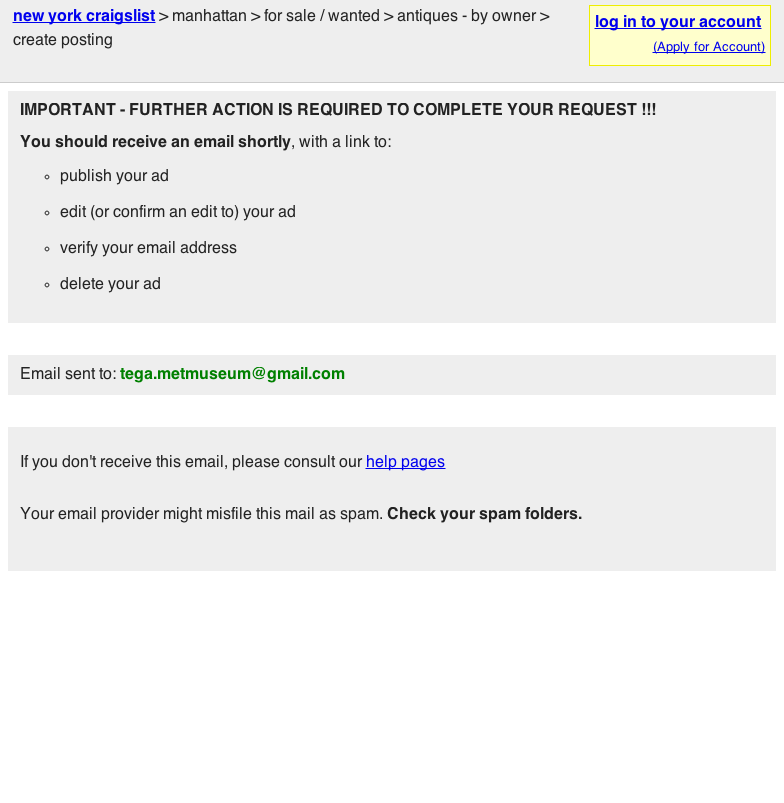 new york craigslist > manhattan > for sale / wanted > antiques - by owner >
create posting
log in to your account
(Apply for Account)
IMPORTANT - FURTHER ACTION IS REQUIRED TO COMPLETE YOUR REQUEST !!!
You should receive an email shortly, with a link to:
publish your ad
edit (or confirm an edit to) your ad
verify your email address
delete your ad
Email sent to: tega.metmuseum@gmail.com
If you don't receive this email, please consult our help pages
Your email provider might misfile this mail as spam. Check your spam folders.